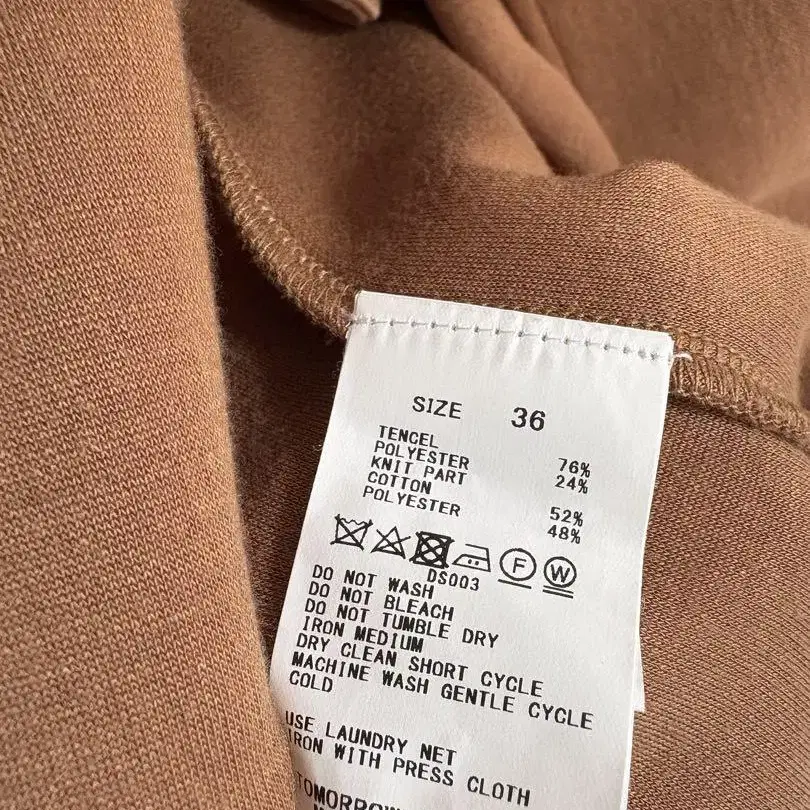 SIZE 36
TENCEL
POLYESTER 76%
KNIT PART 24%
COTTON
POLYESTER 52%
48%
F W
DS003
DO NOT WASH
DO NOT BLEACH
DO NOT TUMBLE DRY
IRON MEDIUM
DRY CLEAN SHORT CYCLE
MACHINE WASH GENTLE CYCLE
COLD
USE LAUNDRY NET
IRON WITH PRESS CLOTH
TOMORROW